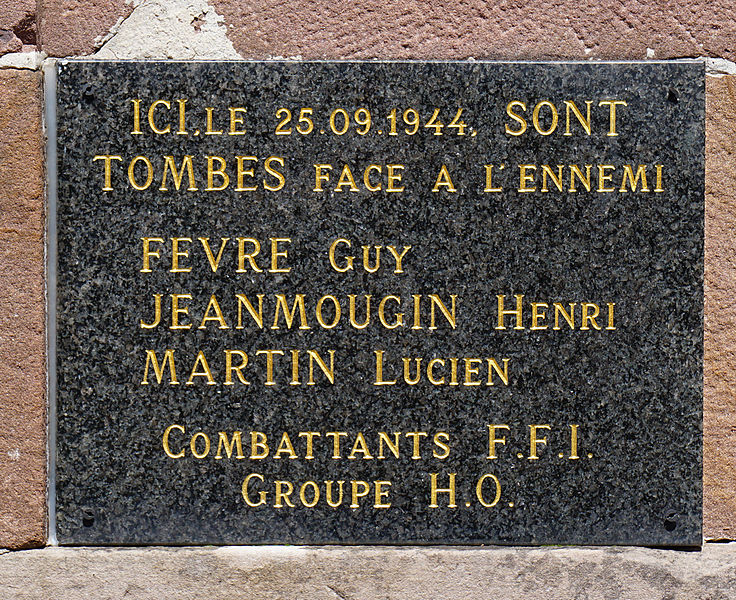 ICI, LE 25.09.1944, SONT
TOMBES FACE A L'ENNEMI
FEVRE GUY
JEANMOUGIN HENRI
MARTIN LUCIEN
COMBATTANTS F.F.I.
GROUPE H.O.